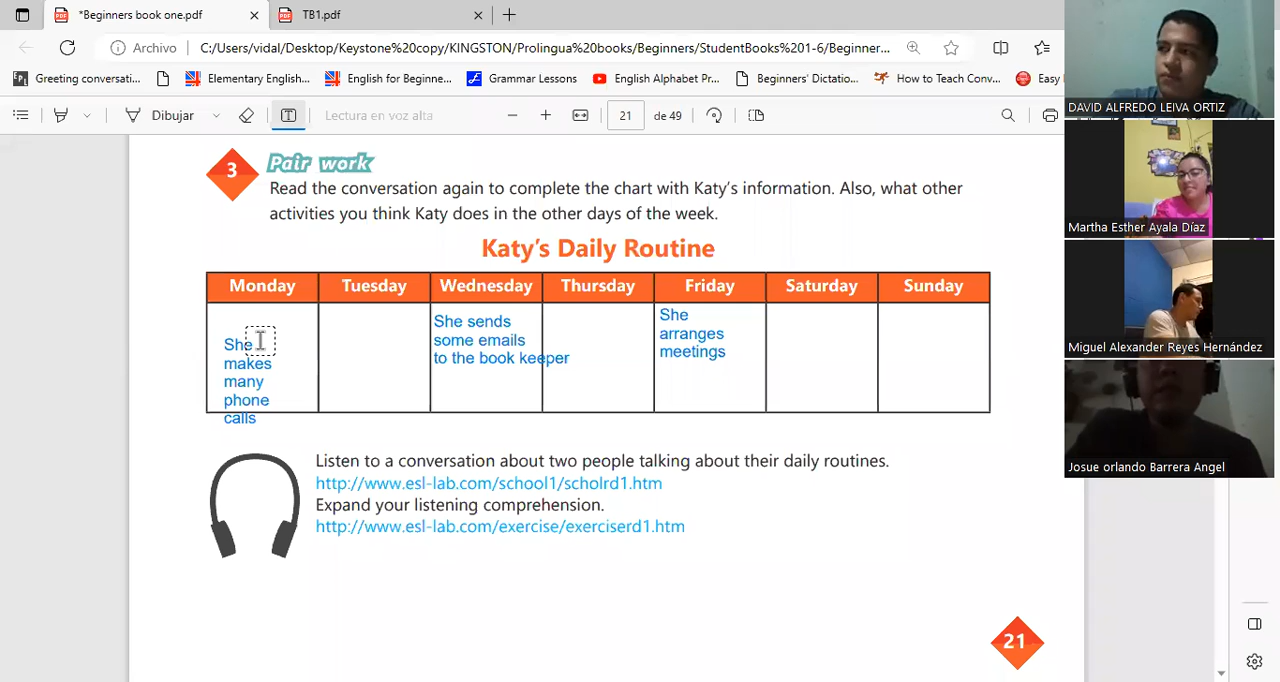 *Beginners book one.pdf
TB1.pdf
Archivo
C:/Users/vidal/Desktop/Keystone%20copy/KINGSTON/Prolingua%20books/Beginners/StudentBooks%201-6/Beginner...
Greeting conversati...
Elementary English...
English for Beginne...
Grammar Lessons
English Alphabet Pr...
Beginners' Dictatio...
How to Teach Conv...
Easy
Dibujar
Lectura en voz alta
21
de 49
3
Pair work
Read the conversation again to complete the chart with Katy's information. Also, what other
activities you think Katy does in the other days of the week.
Katy's Daily Routine
Monday
Tuesday
Wednesday
Thursday
Friday
Saturday
Sunday
She
makes
many
phone
calls
She sends
some emails
to the book keeper
She
arranges
meetings
Listen to a conversation about two people talking about their daily routines.
http://www.esl-lab.com/school1/scholrd1.htm
Expand your listening comprehension.
http://www.esl-lab.com/exercise/exerciserd1.htm
21
DAVID ALFREDO LEIVA ORTIZ
Martha Esther Ayala Díaz
Miguel Alexander Reyes Hernández
Josue orlando Barrera Angel